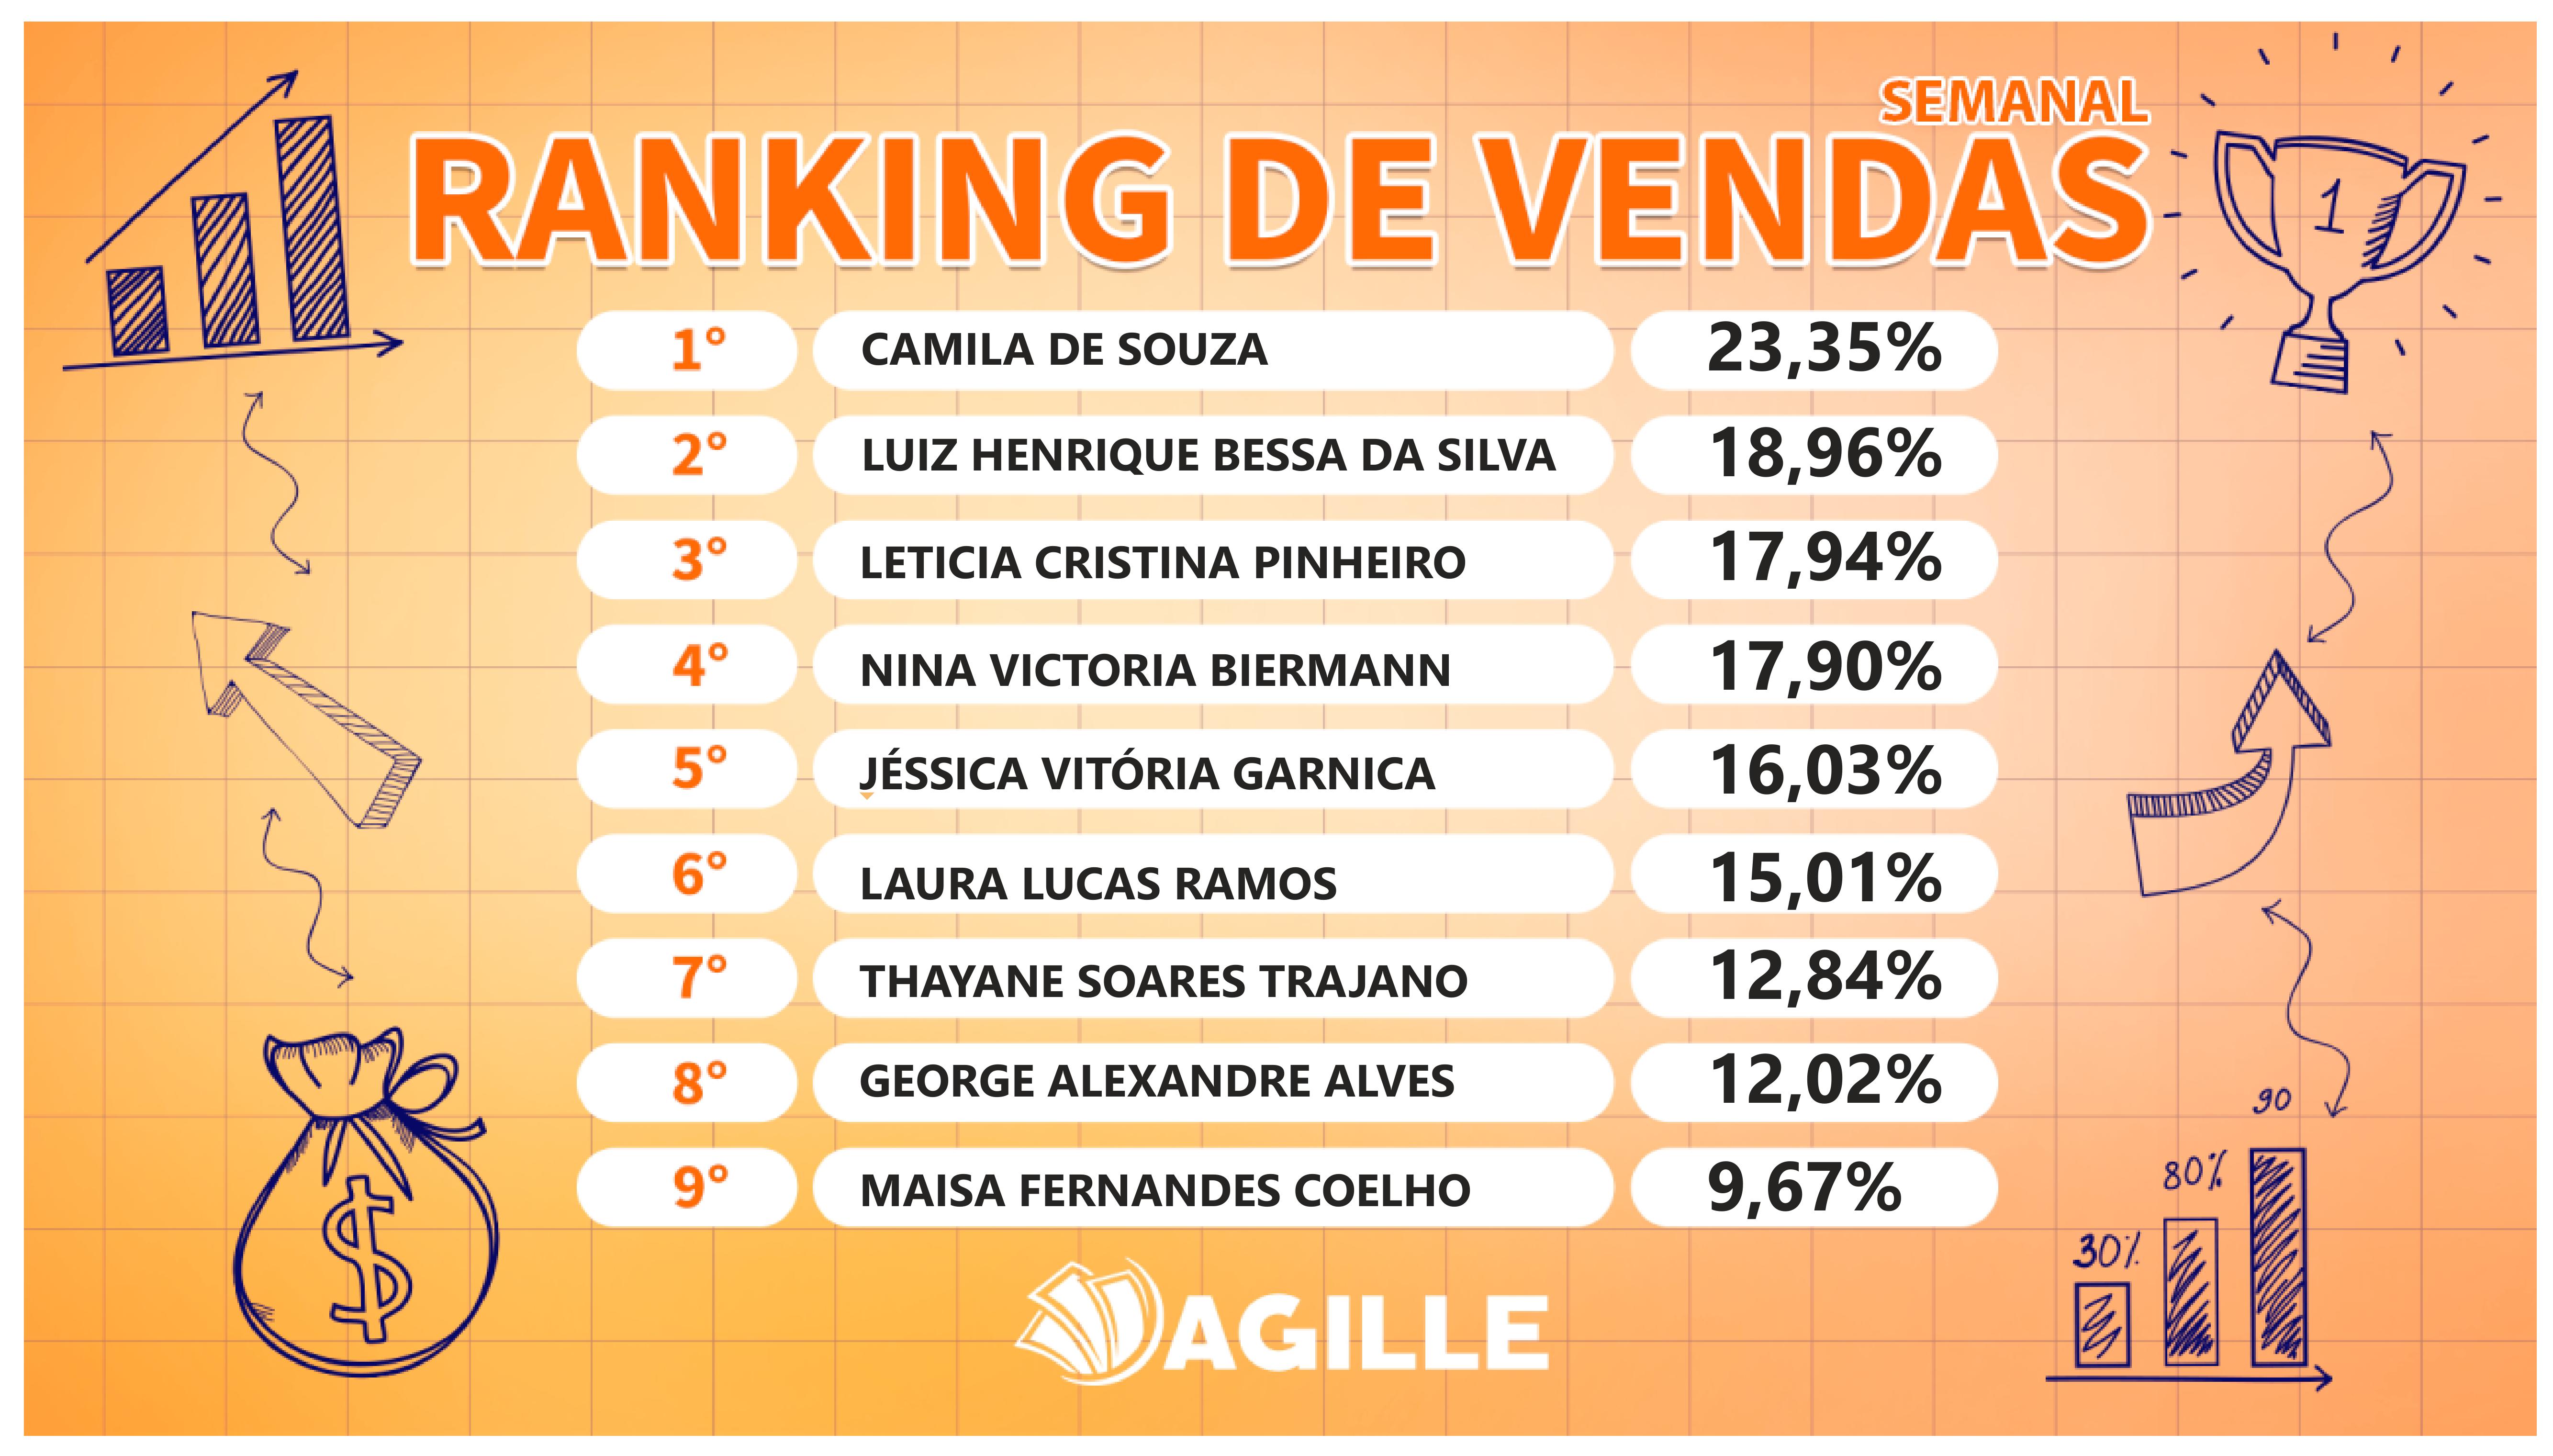 SEMANAL
RANKING DE VENDAS
1
1° CAMILA DE SOUZA 23,35%
2° LUIZ HENRIQUE BESSA DA SILVA 18,96%
3° LETICIA CRISTINA PINHEIRO 17,94%
4° NINA VICTORIA BIERMANN 17,90%
5° JÉSSICA VITÓRIA GARNICA 16,03%
6° LAURA LUCAS RAMOS 15,01%
7° THAYANE SOARES TRAJANO 12,84%
8° GEORGE ALEXANDRE ALVES 12,02%
9° MAISA FERNANDES COELHO 9,67%
$
90
80%
30%
AGILLE